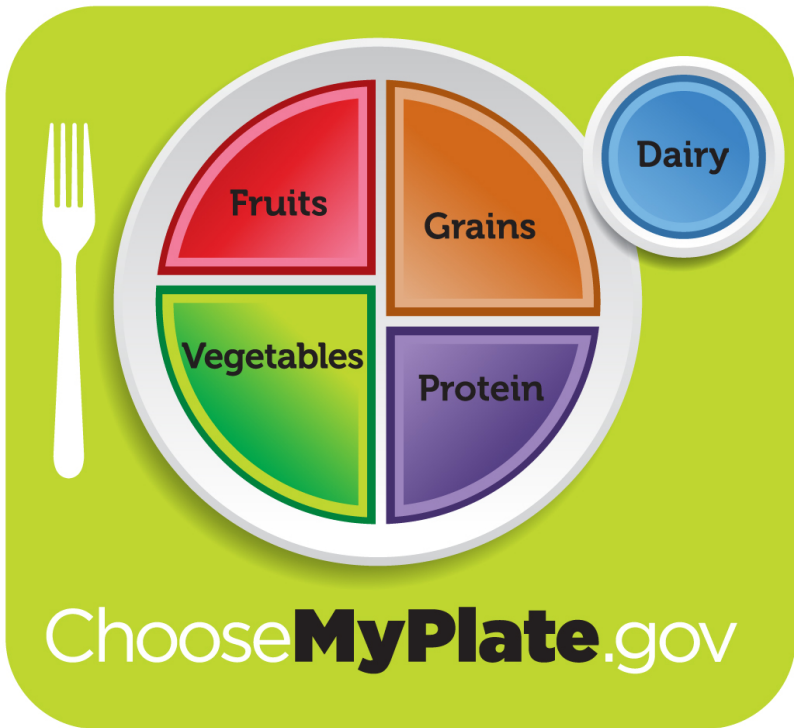 Fruits
Grains
Dairy
Vegetables
Protein
ChooseMyPlate.gov